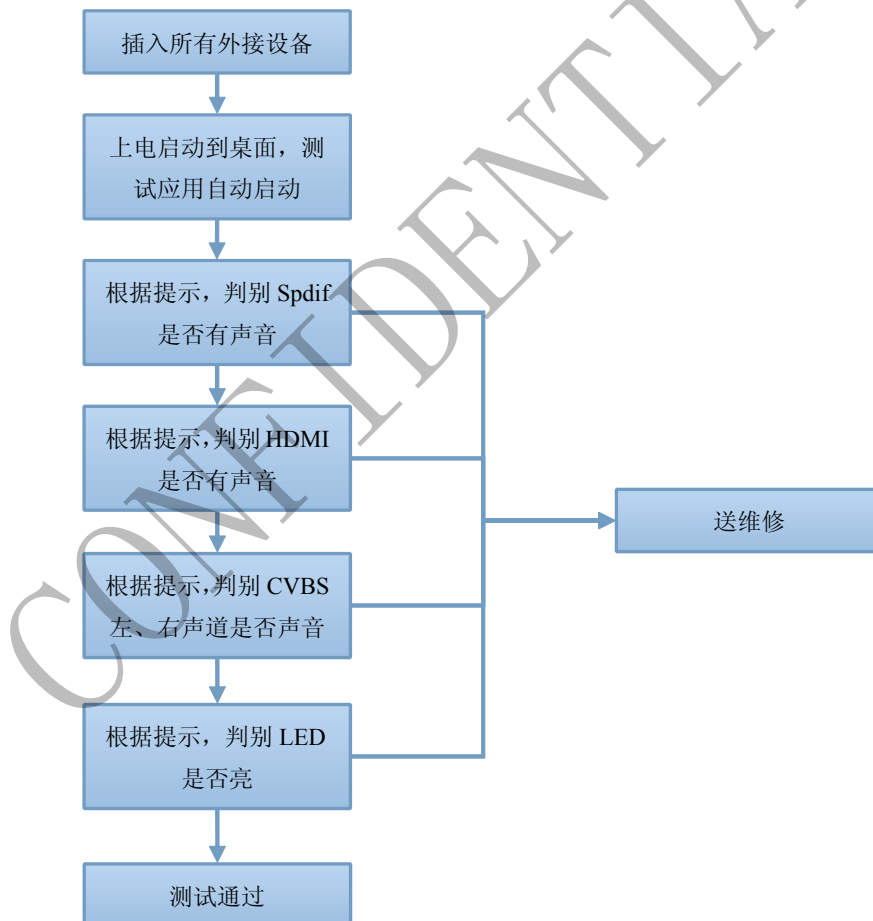 插入所有外接设备
上电启动到桌面，测
试应用自动启动
根据提示，判别 Spdif
是否有声音
根据提示，判别 HDMI
是否有声音
根据提示，判别 CVBS
左、右声道是否声音
根据提示，判别 LED
是否亮
测试通过
送维修
CONFIDENTIA